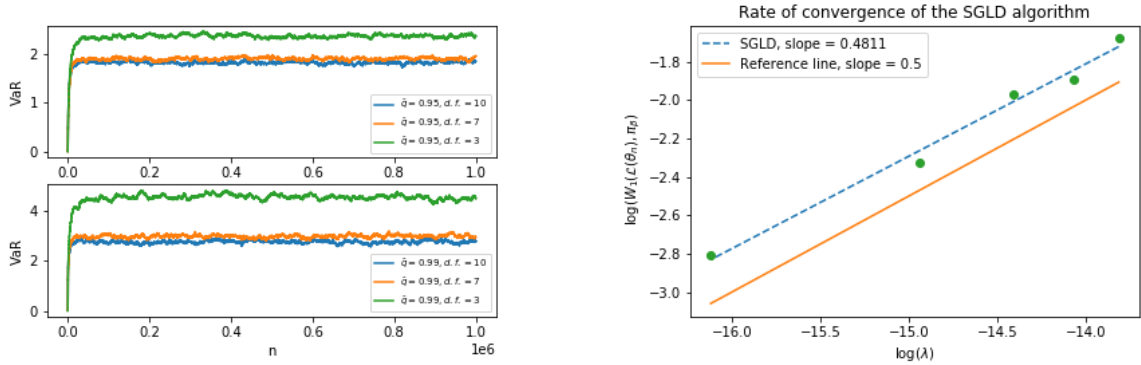 VaR
2
1
0
q̄ = 0.95, d.f. = 10
q̄ = 0.95, d.f. = 7
q̄ = 0.95, d.f. = 3
0.0 0.2 0.4 0.6 0.8 1.0
VaR
4
2
0
q̄ = 0.99, d.f. = 10
q̄ = 0.99, d.f. = 7
q̄ = 0.99, d.f. = 3
0.0 0.2 0.4 0.6 0.8 1.0
1e6
n
Rate of convergence of the SGLD algorithm
SGLD, slope = 0.4811
Reference line, slope = 0.5
log(W₁(ℒ(θₙ), πᵦ)
−1.8
−2.0
−2.2
−2.4
−2.6
−2.8
−3.0
−16.0 −15.5 −15.0 −14.5 −14.0
log(λ)